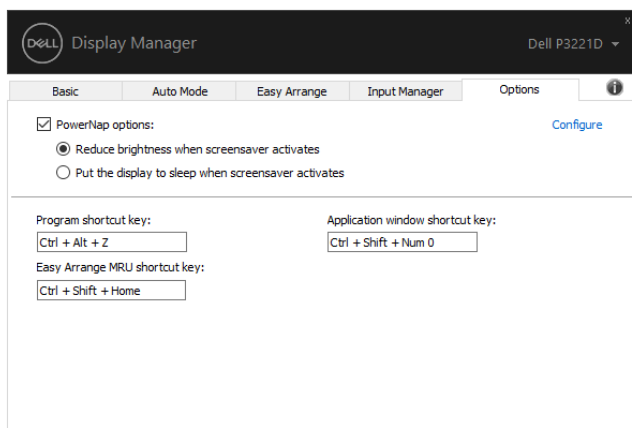 DELL Display Manager
Dell P3221D
x
Basic Auto Mode Easy Arrange Input Manager Options i
PowerNap options:
Configure
Reduce brightness when screensaver activates
Put the display to sleep when screensaver activates
Program shortcut key:
Ctrl + Alt + Z
Application window shortcut key:
Ctrl + Shift + Num 0
Easy Arrange MRU shortcut key:
Ctrl + Shift + Home